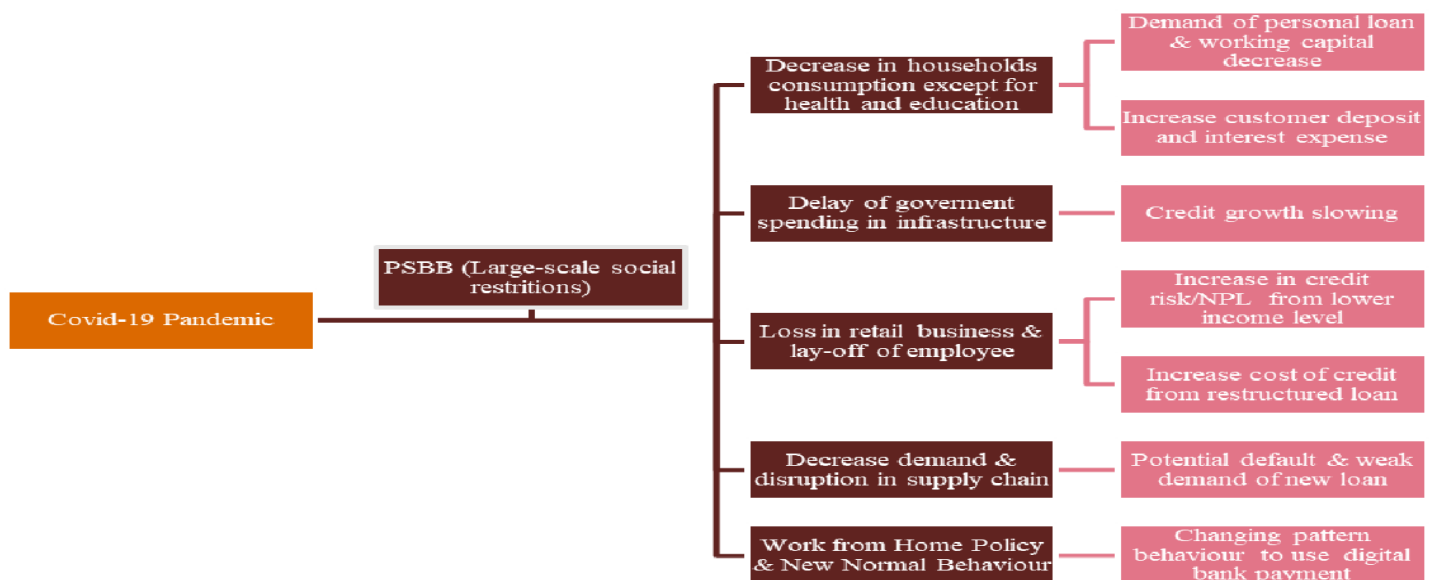 Covid-19 Pandemic
PSBB (Large-scale social
restritions)
Decrease in households
consumption except for
health and education
Demand of personal loan
& working capital
decrease
Increase customer deposit
and interest expense
Delay of goverment
spending in infrastructure
Credit growth slowing
Loss in retail business &
lay-off of employee
Increase in credit
risk/NPL from lower
income level
Increase cost of credit
from restructured loan
Decrease demand &
disruption in supply chain
Potential default & weak
demand of new loan
Work from Home Policy
& New Normal Behaviour
Changing pattern
behaviour to use digital
bank payment